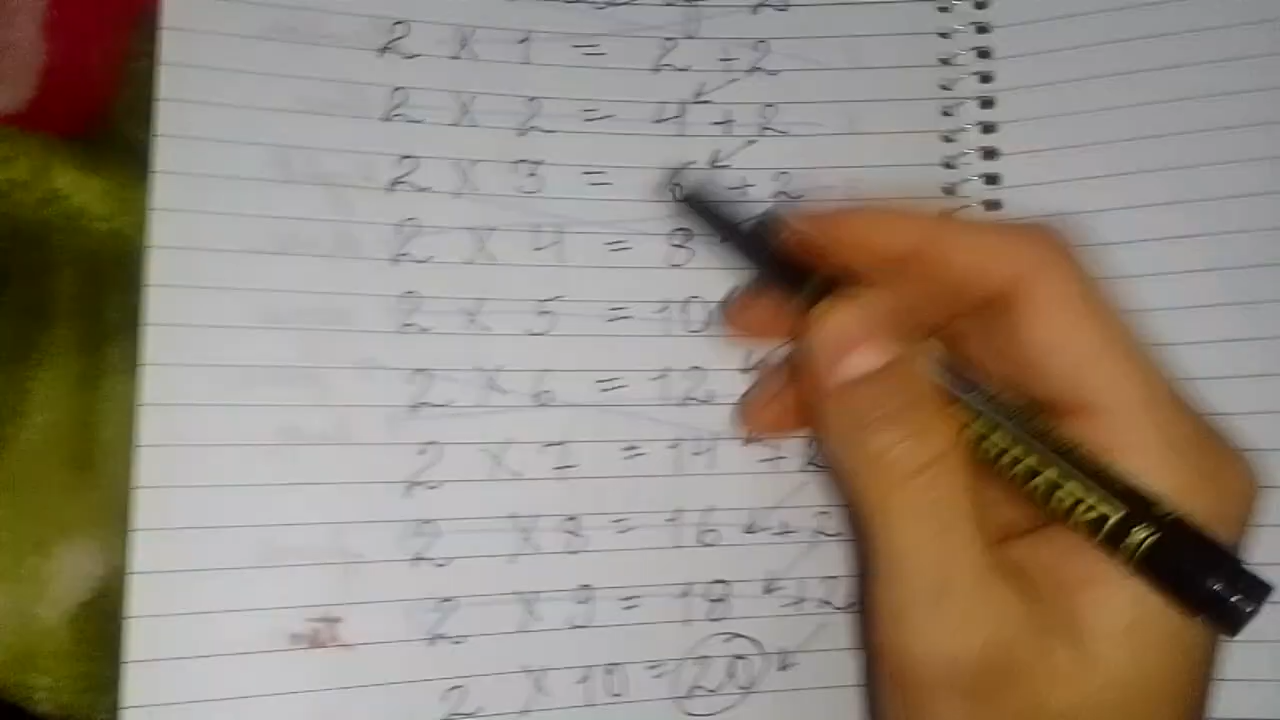 2 x 1 = 2 + 2
2 x 2 = 4 + 2
2 x 3 = 6 + 2
2 x 4 = 8
2 x 5 = 10
2 x 6 = 12
2 x 7 = 14 + 2
2 x 8 = 16 + 2
2 x 9 = 18 + 2
2 x 10 = 20